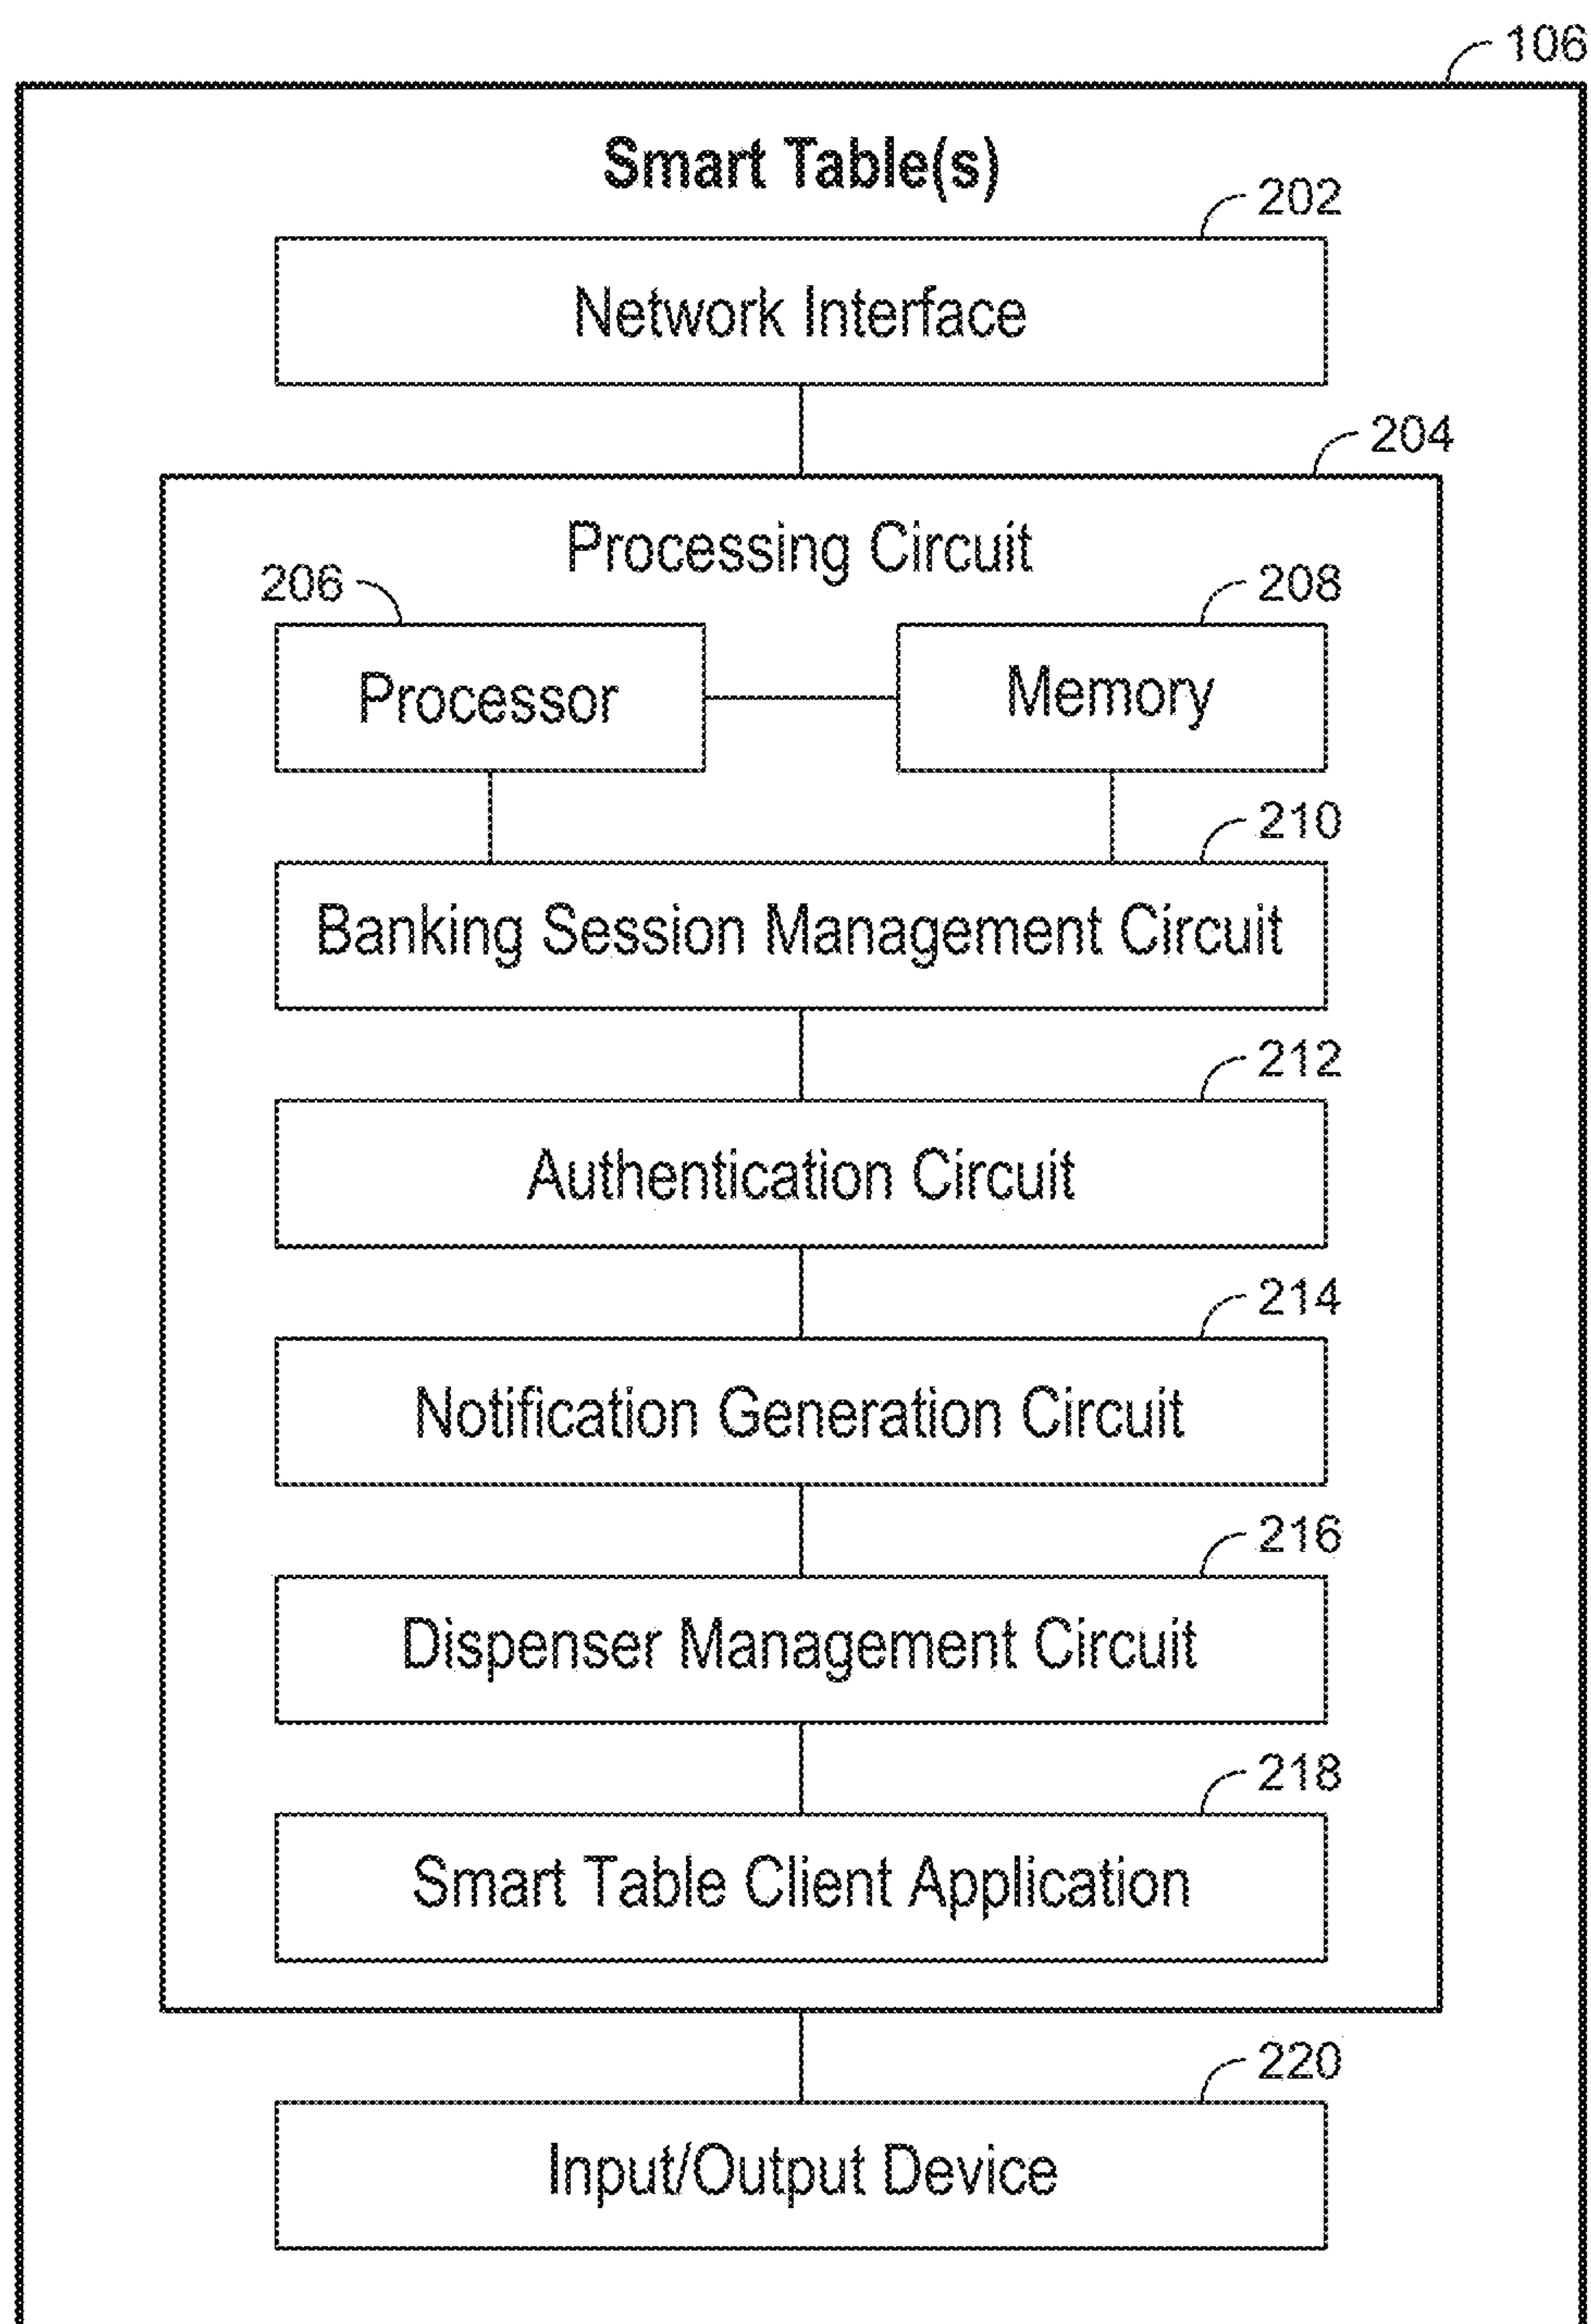 106
Smart Table(s)
202
Network Interface
204
Processing Circuit
206
208
Processor
Memory
210
Banking Session Management Circuit
212
Authentication Circuit
214
Notification Generation Circuit
216
Dispenser Management Circuit
218
Smart Table Client Application
220
Input/Output Device